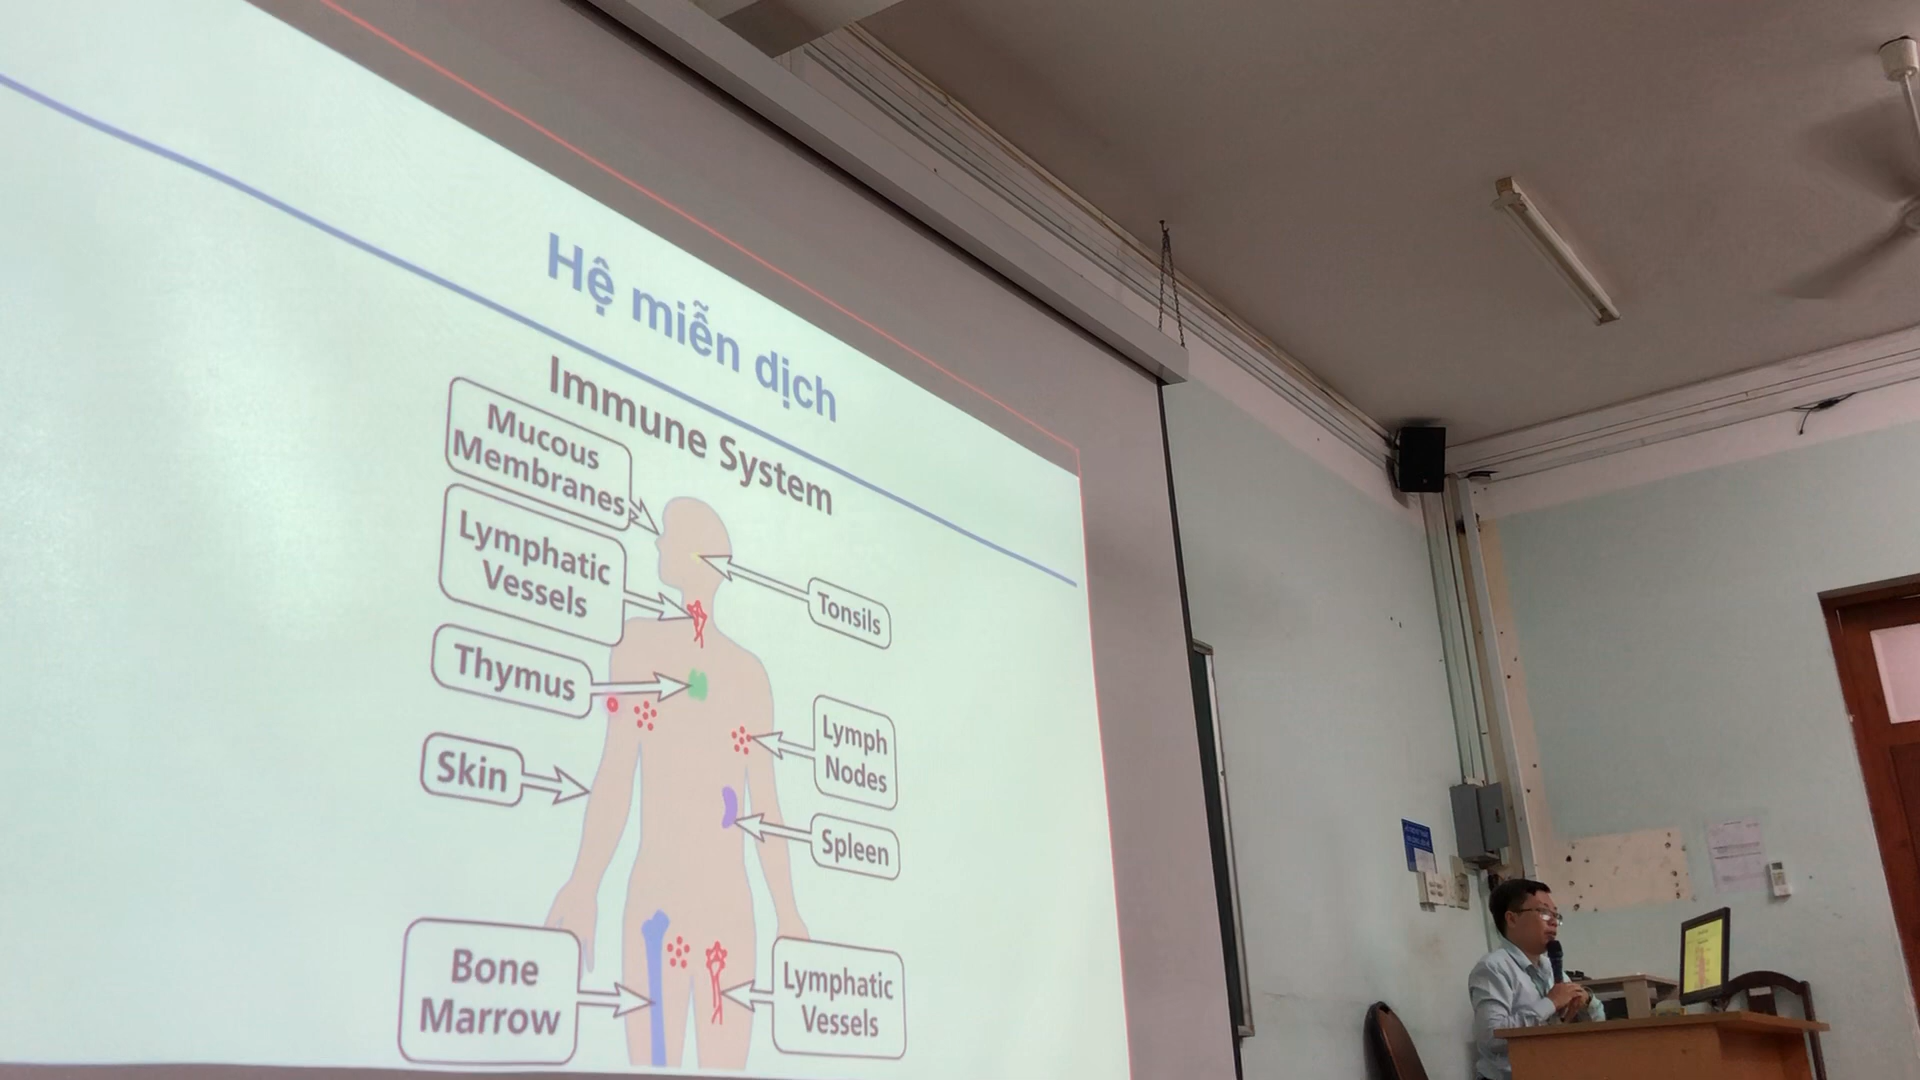 Hệ miễn dịch
Immune System
Mucous
Membranes
Lymphatic
Vessels
Thymus
Skin
Bone
Marrow
Tonsils
Lymph
Nodes
Spleen
Lymphatic
Vessels